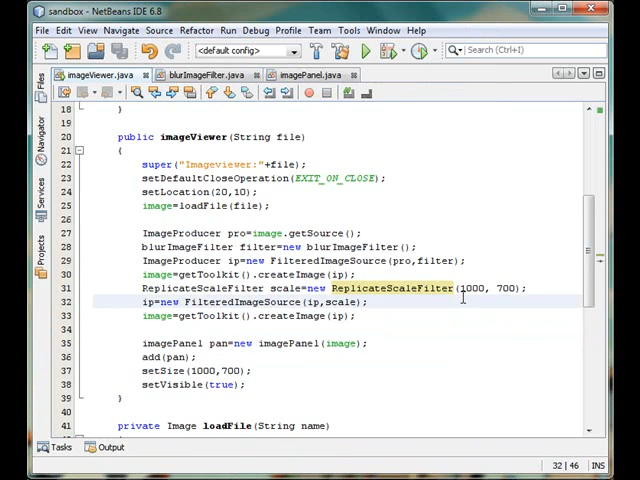 sandbox - NetBeans IDE 6.8
File Edit View Navigate Source Refactor Run Debug Profile Team Tools Window Help
<default config> Search (Ctrl+I)
imageViewer.java blurImageFilter.java imagePanel.java
Files
Navigator
Services
Projects
18 }
19
20 public imageViewer(String file)
21 {
22 super("Imageviewer:"+file);
23 setDefaultCloseOperation(EXIT_ON_CLOSE);
24 setLocation(20,10);
25 image=loadFile(file);
26
27 ImageProducer pro=image.getSource();
28 blurImageFilter filter=new blurImageFilter();
29 ImageProducer ip=new FilteredImageSource(pro,filter);
30 image=getToolkit().createImage(ip);
31 ReplicateScaleFilter scale=new ReplicateScaleFilter(1000, 700);
32 ip=new FilteredImageSource(ip,scale);
33 image=getToolkit().createImage(ip);
34
35 imagePanel pan=new imagePanel(image);
36 add(pan);
37 setSize(1000,700);
38 setVisible(true);
39 }
40
41 private Image loadFile(String name)
Tasks Output
32 | 46 INS